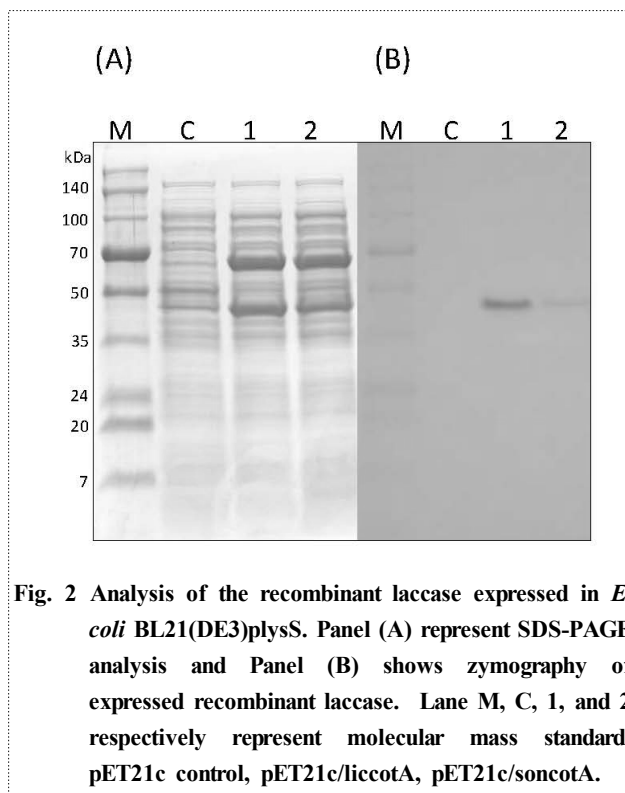 (A) (B)
M C 1 2 M C 1 2
kDa
140
100
70
50
35
24
20
7
Fig. 2 Analysis of the recombinant laccase expressed in E
coli BL21(DE3)plysS. Panel (A) represent SDS-PAGE
analysis and Panel (B) shows zymography of
expressed recombinant laccase. Lane M, C, 1, and 2
respectively represent molecular mass standard
pET21c control, pET21c/liccotA, pET21c/soncotA.